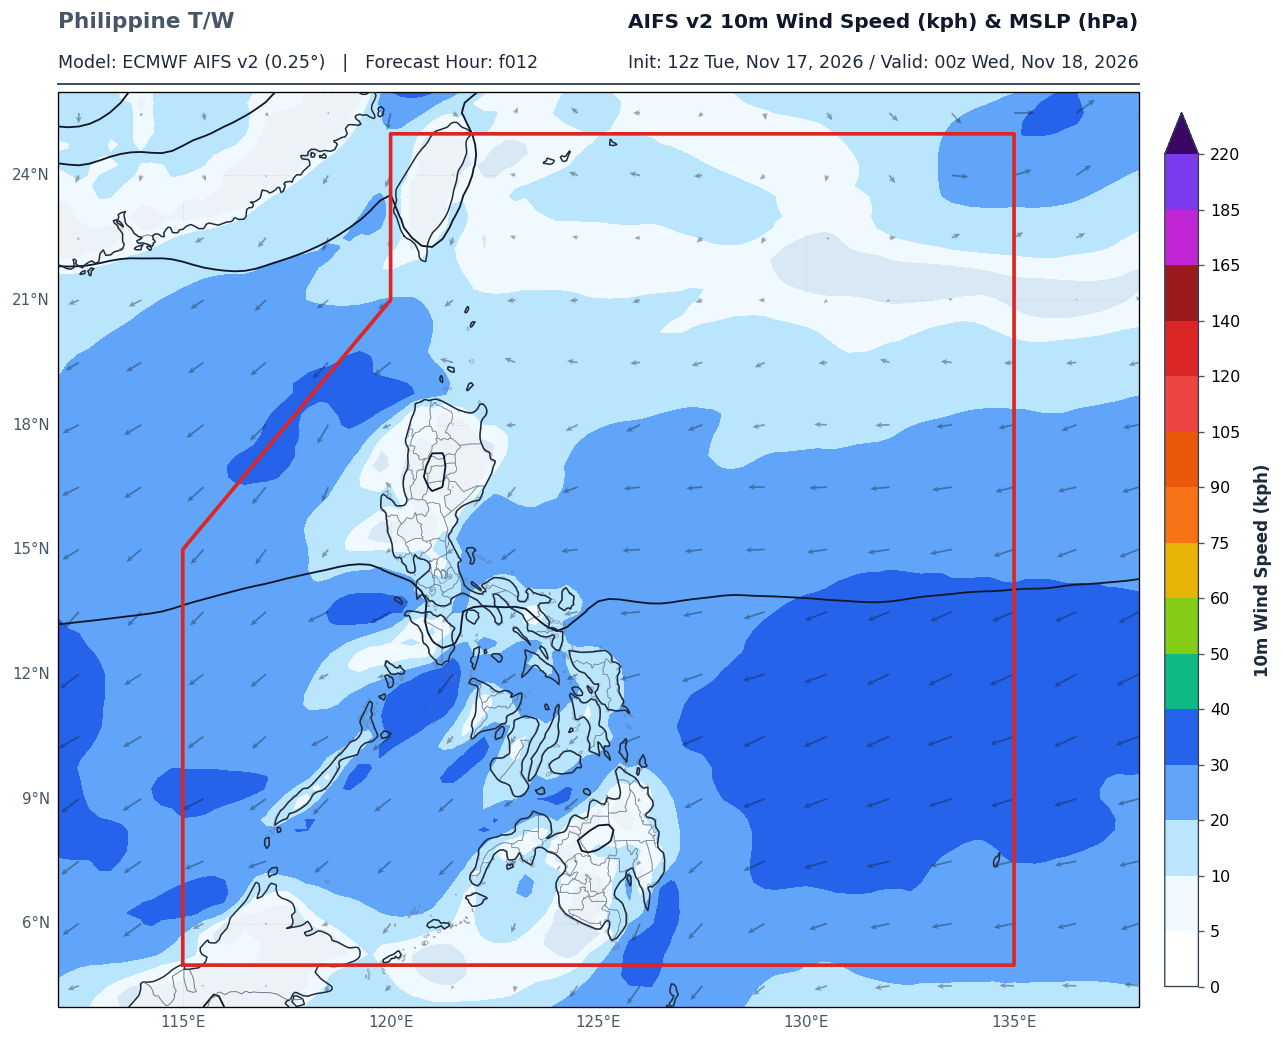 Philippine T/W
AIFS v2 10m Wind Speed (kph) & MSLP (hPa)
Model: ECMWF AIFS v2 (0.25°) | Forecast Hour: f012
Init: 12z Tue, Nov 17, 2026 / Valid: 00z Wed, Nov 18, 2026
24°N
21°N
18°N
15°N
12°N
9°N
6°N
115°E
120°E
125°E
130°E
135°E
220
185
165
140
120
105
90
75
60
50
40
30
20
10
5
0
10m Wind Speed (kph)